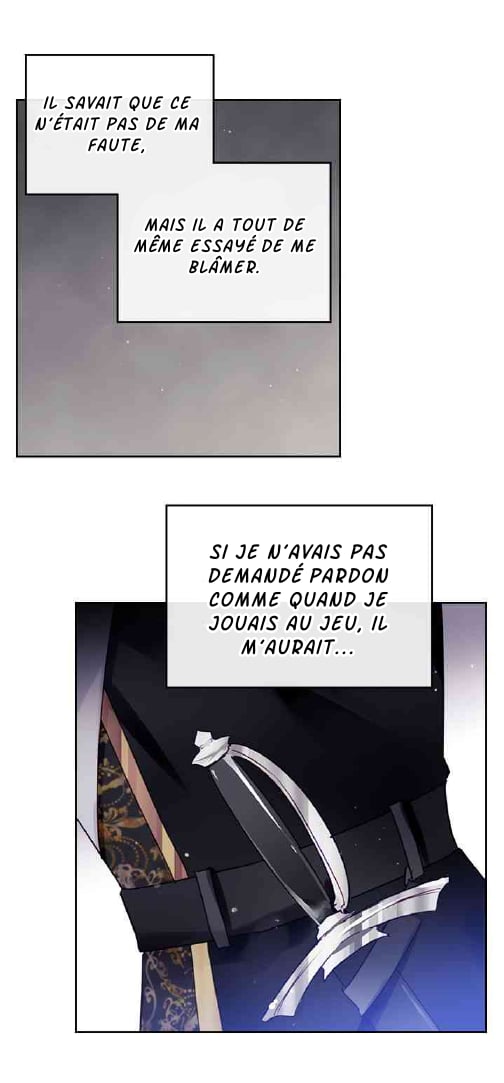 IL SAVAIT QUE CE
N'ÉTAIT PAS DE MA
FAUTE,
MAIS IL A TOUT DE
MÊME ESSAYÉ DE ME
BLÂMER.
SI JE N'AVAIS PAS
DEMANDÉ PARDON
COMME QUAND JE
JOUAIS AU JEU, IL
M'AURAIT...